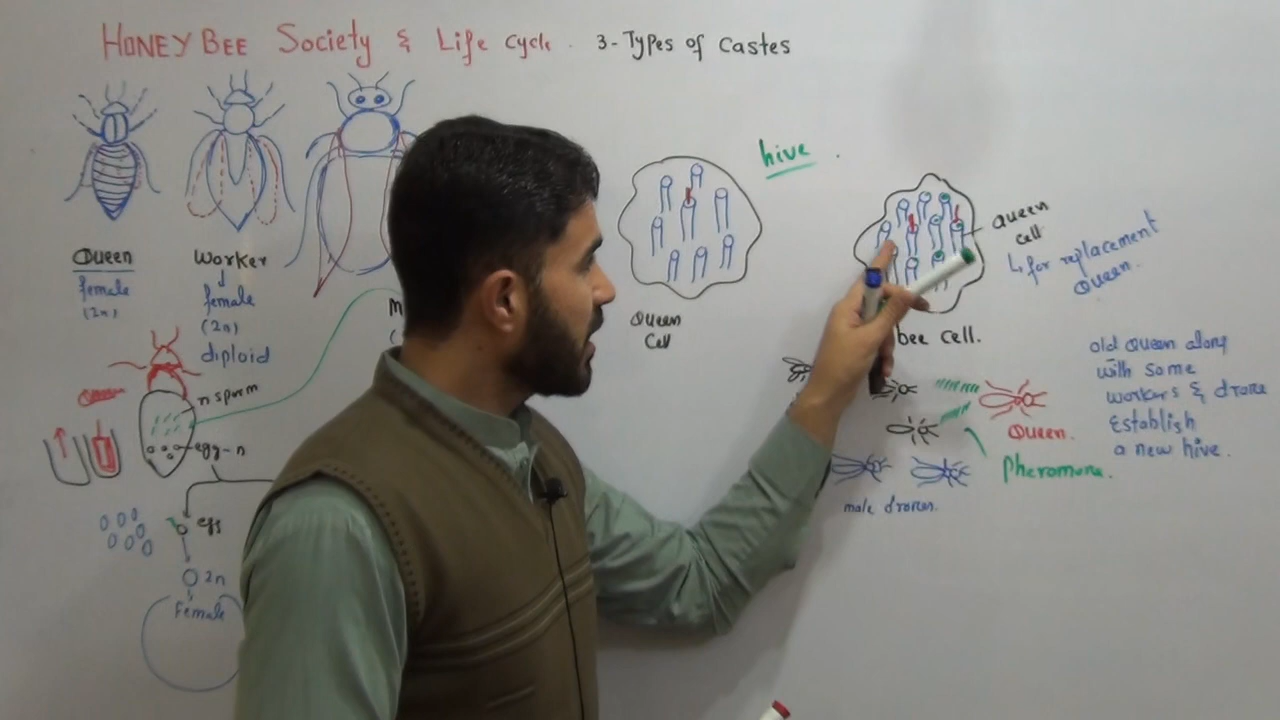 HONEY BEE Society & Life cycle. 3-Types of Castes
Queen
female
(2n)
Worker
female
(2n)
diploid
n sperm
egg-n
egg
2n
female
hive
Queen
Cell
Queen
cell
for replacement
Queen.
bee cell.
Queen.
Pheromone.
male drones.
old Queen along
with some
workers & drone
Establish
a new hive.